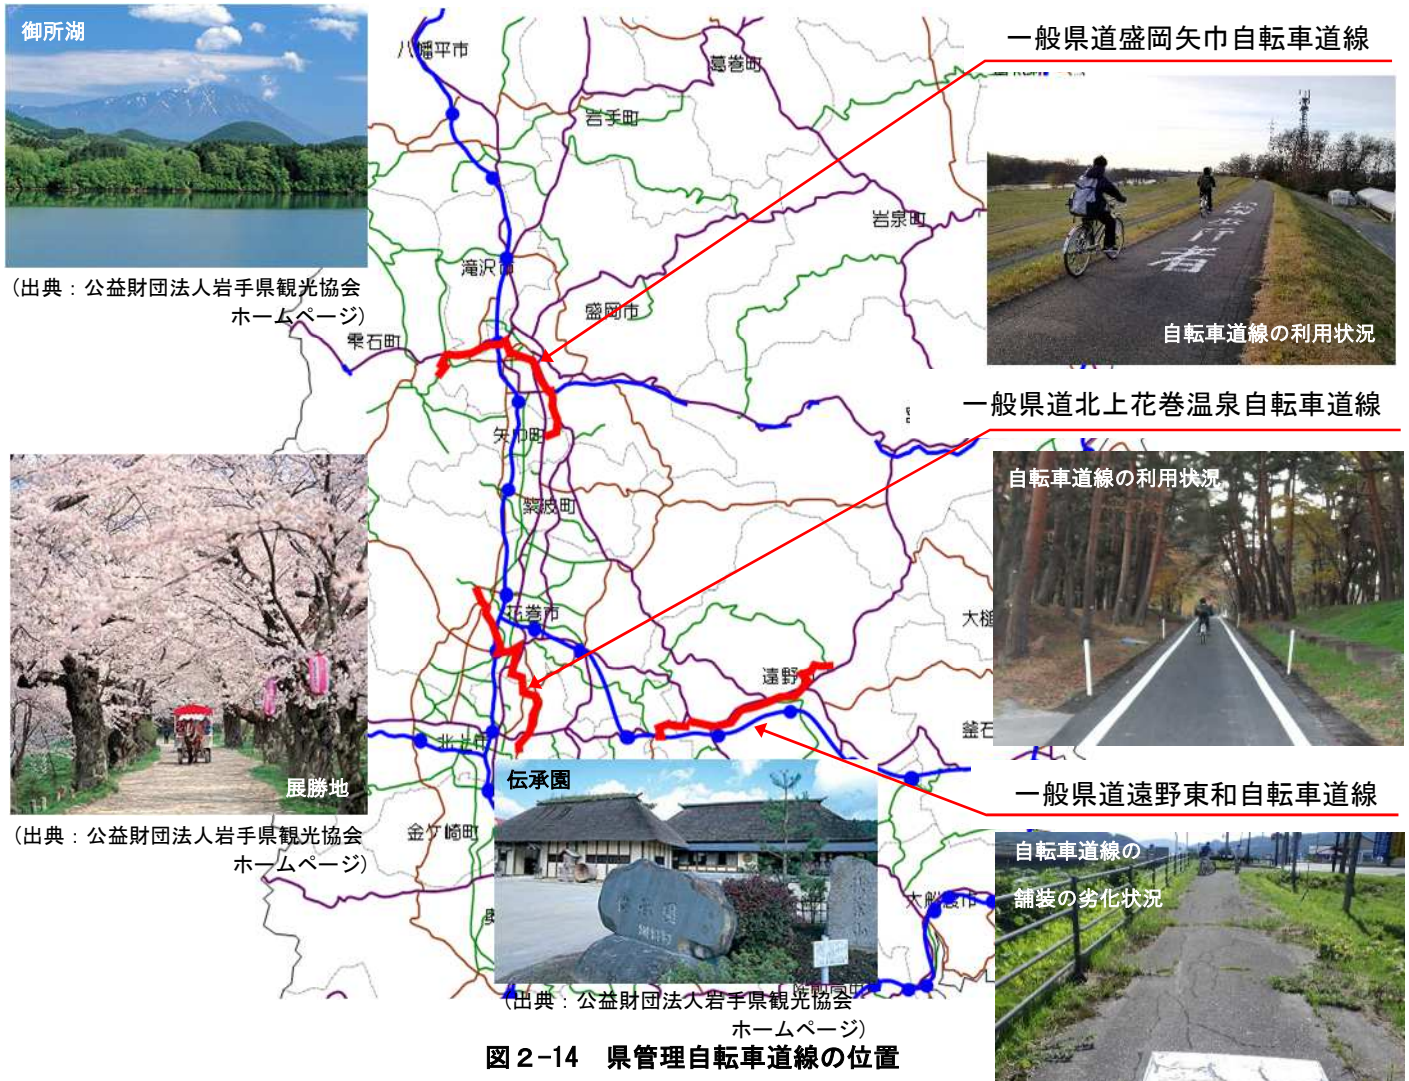 御所湖
(出典：公益財団法人岩手県観光協会
ホームページ)
八幡平市
葛巻町
岩手町
岩泉町
滝沢市
盛岡市
雫石町
矢巾町
紫波町
花巻市
遠野
大槌
釜石
北上市
金ケ崎町
大船渡市
一般県道盛岡矢巾自転車道線
歩行者
自転車道線の利用状況
一般県道北上花巻温泉自転車道線
自転車道線の利用状況
一般県道遠野東和自転車道線
自転車道線の
舗装の劣化状況
展勝地
(出典：公益財団法人岩手県観光協会
ホームページ)
伝承園
(出典：公益財団法人岩手県観光協会
ホームページ)
図２-14　県管理自転車道線の位置